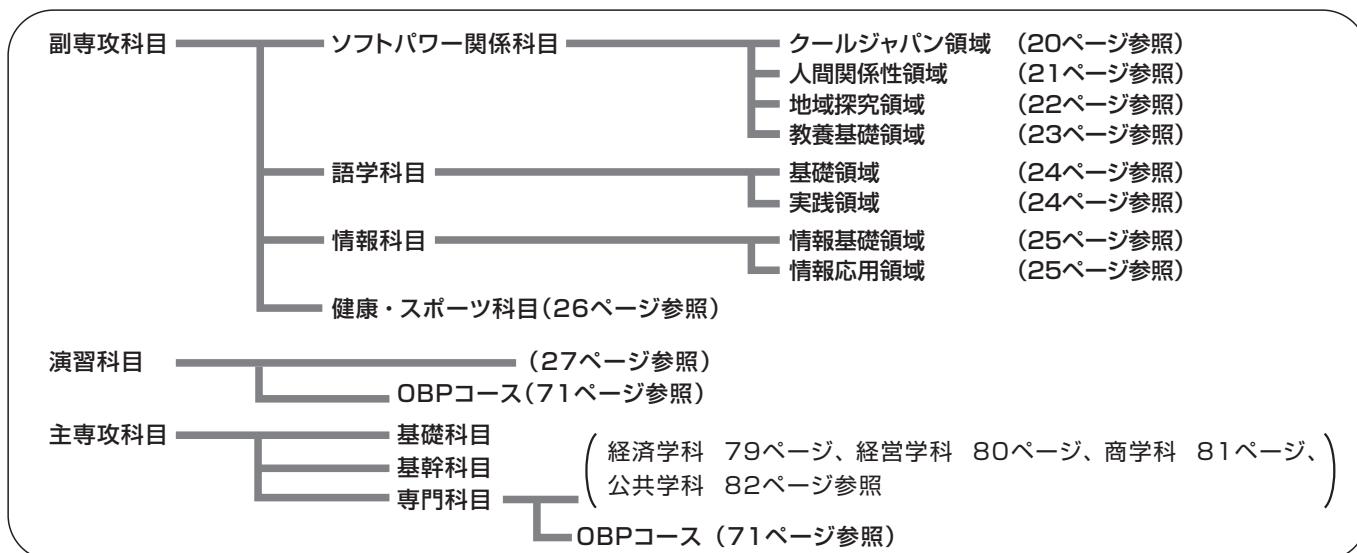 副専攻科目 ソフトパワー関係科目 クールジャパン領域 (20ページ参照)
人間関係性領域 (21ページ参照)
地域探究領域 (22ページ参照)
教養基礎領域 (23ページ参照)
語学科目 基礎領域 (24ページ参照)
実践領域 (24ページ参照)
情報科目 情報基礎領域 (25ページ参照)
情報応用領域 (25ページ参照)
健康・スポーツ科目(26ページ参照)
演習科目 (27ページ参照)
OBPコース(71ページ参照)
主専攻科目 基礎科目
基幹科目
専門科目
経済学科 79ページ、経営学科 80ページ、商学科 81ページ、
公共学科 82ページ参照
OBPコース (71ページ参照)